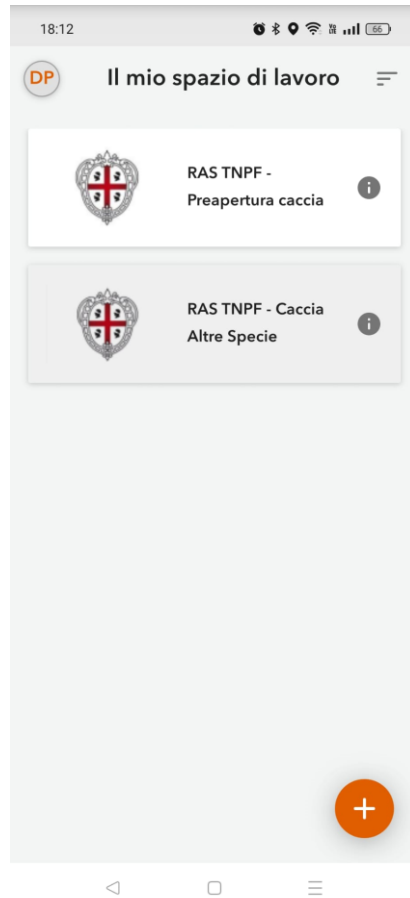 18:12
66
DP
Il mio spazio di lavoro
RAS TNPF -
Preapertura caccia
RAS TNPF - Caccia
Altre Specie